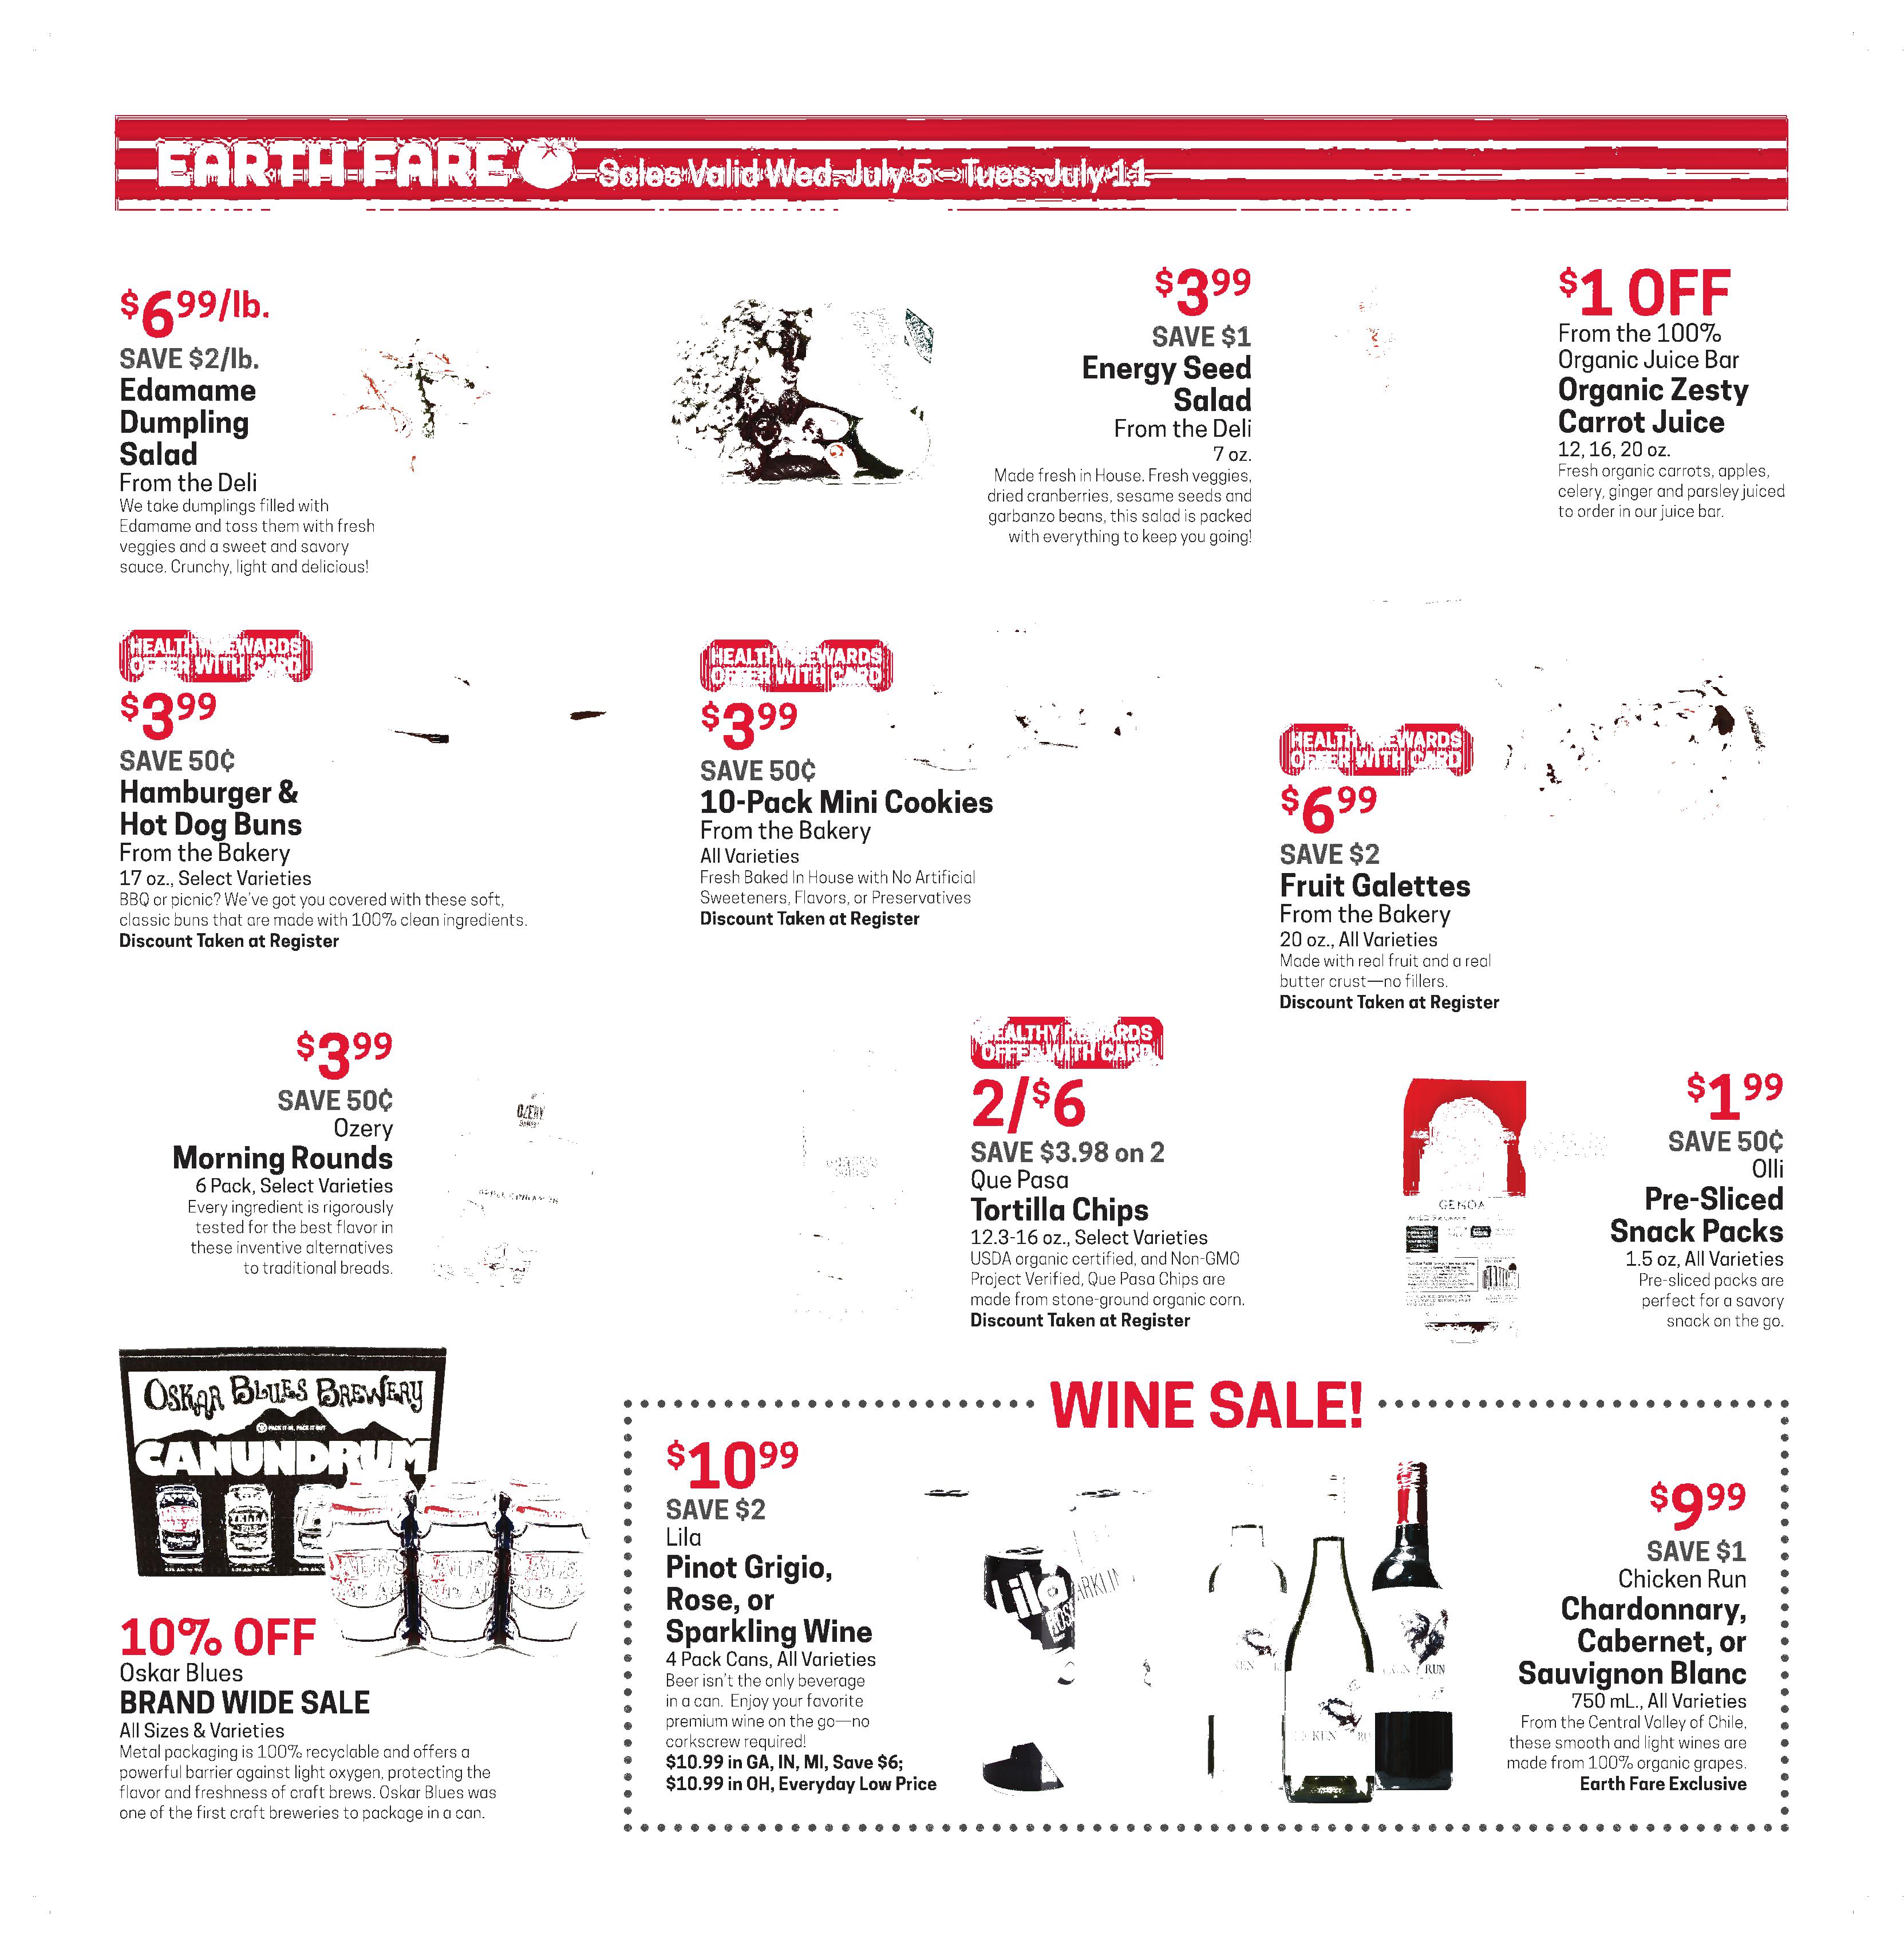 EARTH FARE Sales Valid Wed. July 5 - Tues. July 11
$6.99/lb.
SAVE $2/lb.
Edamame
Dumpling
Salad
From the Deli
We take dumplings filled with
Edamame and toss them with fresh
veggies and a sweet and savory
sauce. Crunchy, light and delicious!
$3.99
SAVE $1
Energy Seed
Salad
From the Deli
7 oz.
Made fresh in House. Fresh veggies,
dried cranberries, sesame seeds and
garbanzo beans, this salad is packed
with everything to keep you going!
$1 OFF
From the 100%
Organic Juice Bar
Organic Zesty
Carrot Juice
12, 16, 20 oz.
Fresh organic carrots, apples,
celery, ginger and parsley juiced
to order in our juice bar.
HEALTHY REWARDS
OFFER WITH CARD
$3.99
SAVE 50¢
Hamburger &
Hot Dog Buns
From the Bakery
17 oz., Select Varieties
BBQ or picnic? We've got you covered with these soft,
classic buns that are made with 100% clean ingredients.
Discount Taken at Register
HEALTHY REWARDS
OFFER WITH CARD
$3.99
SAVE 50¢
10-Pack Mini Cookies
From the Bakery
All Varieties
Fresh Baked In House with No Artificial
Sweeteners, Flavors, or Preservatives
Discount Taken at Register
HEALTHY REWARDS
OFFER WITH CARD
$6.99
SAVE $2
Fruit Galettes
From the Bakery
20 oz., All Varieties
Made with real fruit and a real
butter crust—no fillers.
Discount Taken at Register
$3.99
SAVE 50¢
Ozery
Morning Rounds
6 Pack, Select Varieties
Every ingredient is rigorously
tested for the best flavor in
these inventive alternatives
to traditional breads.
OZERY
HEALTHY REWARDS
OFFER WITH CARD
2/$6
SAVE $3.98 on 2
Que Pasa
Tortilla Chips
12.3-16 oz., Select Varieties
USDA organic certified, and Non-GMO
Project Verified, Que Pasa Chips are
made from stone-ground organic corn.
Discount Taken at Register
GENOA
$1.99
SAVE 50¢
Olli
Pre-Sliced
Snack Packs
1.5 oz, All Varieties
Pre-sliced packs are
perfect for a savory
snack on the go.
OSKAR BLUES BREWERY
CANUNDRUM
10% OFF
Oskar Blues
BRAND WIDE SALE
All Sizes & Varieties
Metal packaging is 100% recyclable and offers a
powerful barrier against light oxygen, protecting the
flavor and freshness of craft brews. Oskar Blues was
one of the first craft breweries to package in a can.
WINE SALE!
$10.99
SAVE $2
Lila
Pinot Grigio,
Rose, or
Sparkling Wine
4 Pack Cans, All Varieties
Beer isn't the only beverage
in a can. Enjoy your favorite
premium wine on the go—no
corkscrew required!
$10.99 in GA, IN, MI, Save $6;
$10.99 in OH, Everyday Low Price
Lila
$9.99
SAVE $1
Chicken Run
Chardonnary,
Cabernet, or
Sauvignon Blanc
750 mL., All Varieties
From the Central Valley of Chile,
these smooth and light wines are
made from 100% organic grapes.
Earth Fare Exclusive